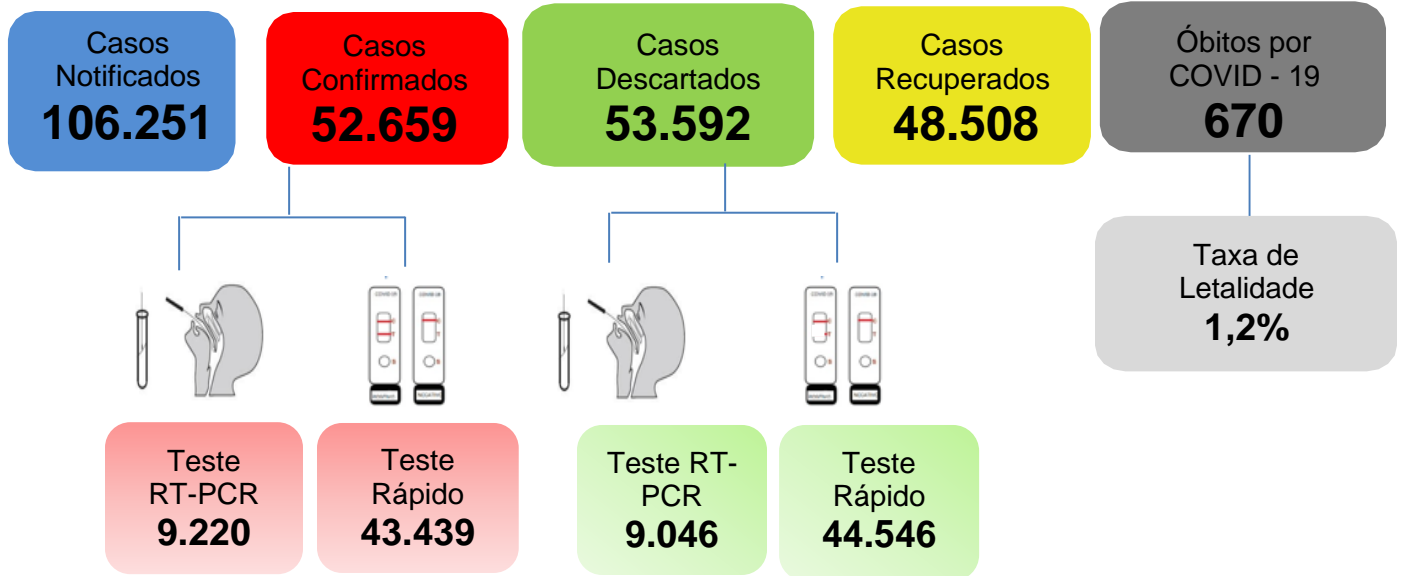 Casos
Notificados
106.251
Casos
Confirmados
52.659
Casos
Descartados
53.592
Casos
Recuperados
48.508
Óbitos por
COVID - 19
670
Taxa de
Letalidade
1,2%
Teste
RT-PCR
9.220
Teste
Rápido
43.439
Teste RT-
PCR
9.046
Teste
Rápido
44.546